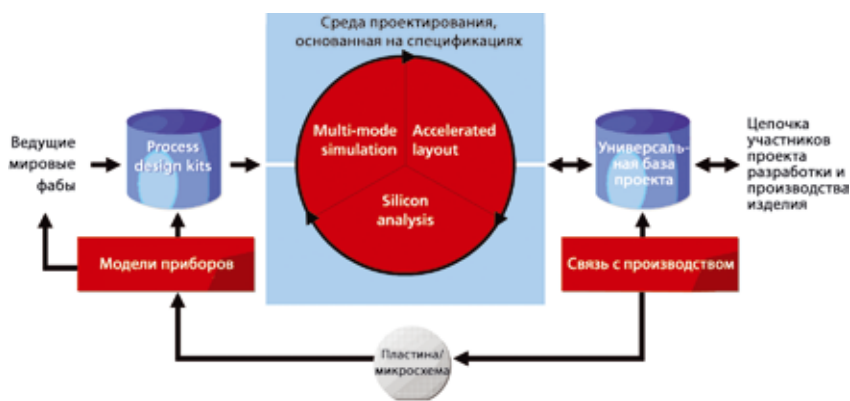 Среда проектирования,
основанная на спецификациях
Ведущие
мировые
фабы
Process
design kits
Multi-mode
simulation
Accelerated
layout
Silicon
analysis
Универсаль-
ная база
проекта
Цепочка
участников
проекта
разработки и
производства
изделия
Модели приборов
Связь с производством
Пластина/
микросхема